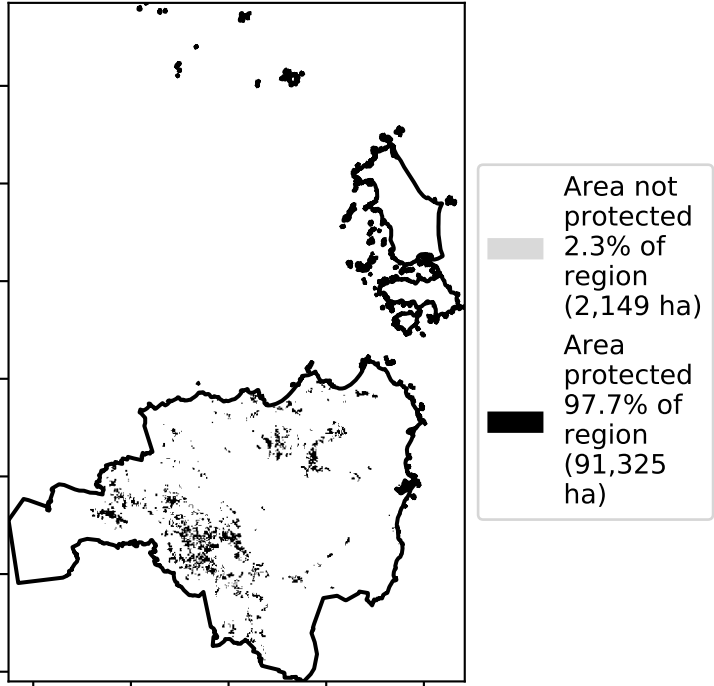 Area not
protected
2.3% of
region
(2,149 ha)
Area
protected
97.7% of
region
(91,325
ha)